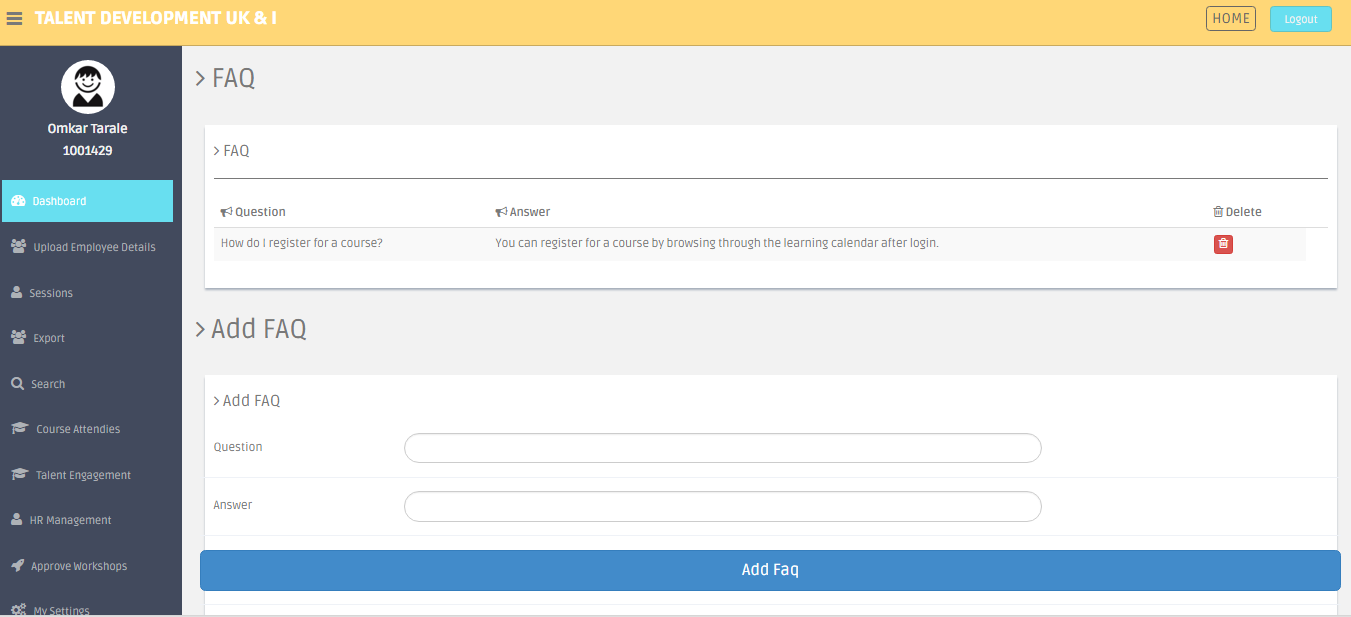 TALENT DEVELOPMENT UK & I
HOME
Logout
Omkar Tarale
1001429
Dashboard
Upload Employee Details
Sessions
Export
Search
Course Attendies
Talent Engagement
HR Management
Approve Workshops
My Settings
> FAQ
> FAQ
Question Answer Delete
How do I register for a course? You can register for a course by browsing through the learning calendar after login.
> Add FAQ
> Add FAQ
Question
Answer
Add Faq